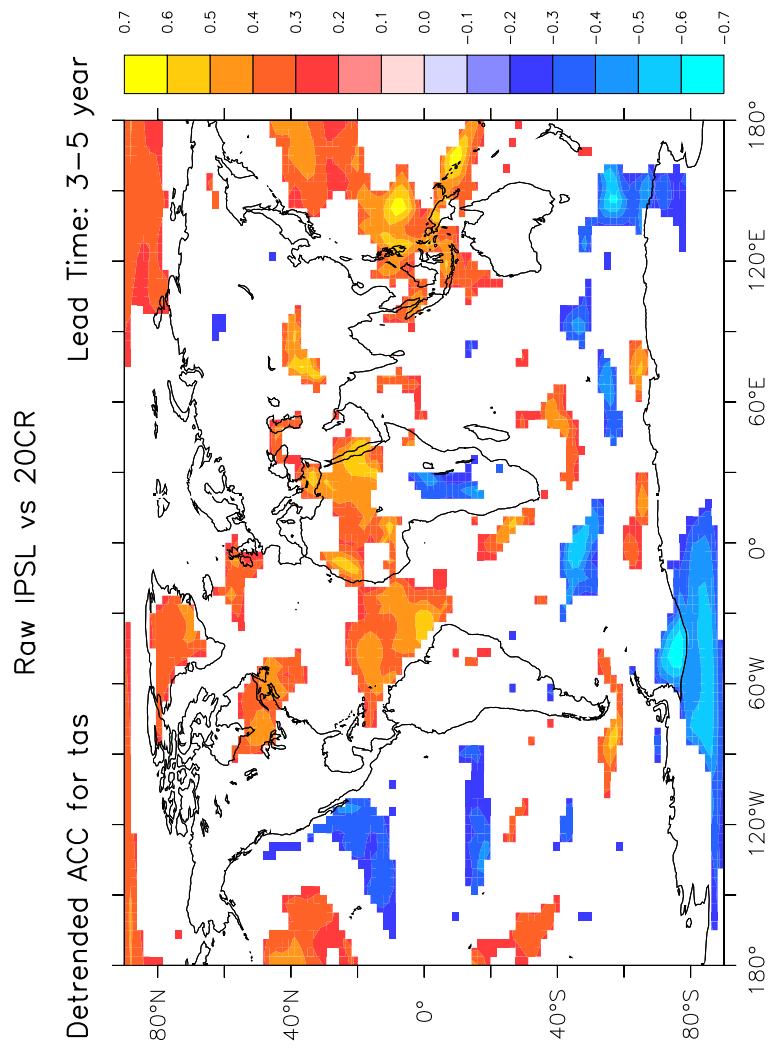 Raw IPSL vs 20CR
Detrended ACC for tas Lead Time: 3−5 year
80°N
40°N
0°
40°S
80°S
180° 120°W 60°W 0° 60°E 120°E 180°
0.7
0.6
0.5
0.4
0.3
0.2
0.1
0.0
−0.1
−0.2
−0.3
−0.4
−0.5
−0.6
−0.7